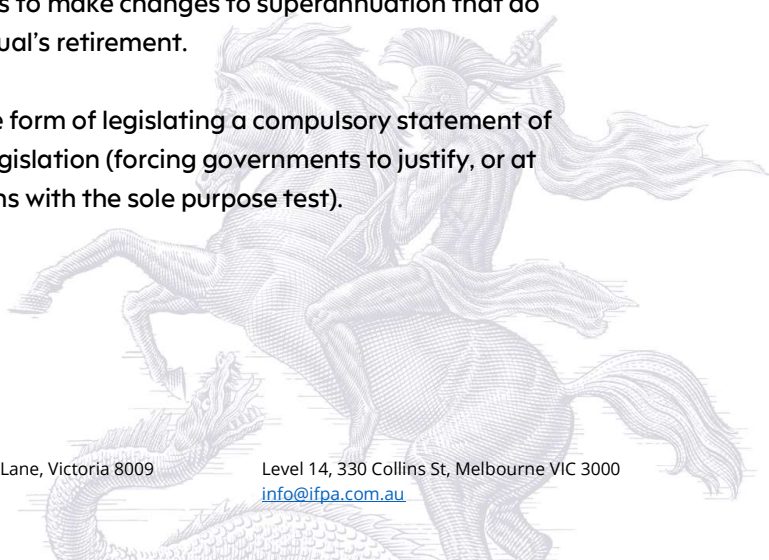 s to make changes to superannuation that do
ual's retirement.
e form of legislating a compulsory statement of
gislation (forcing governments to justify, or at
ns with the sole purpose test).
Lane, Victoria 8009
Level 14, 330 Collins St, Melbourne VIC 3000
info@ifpa.com.au